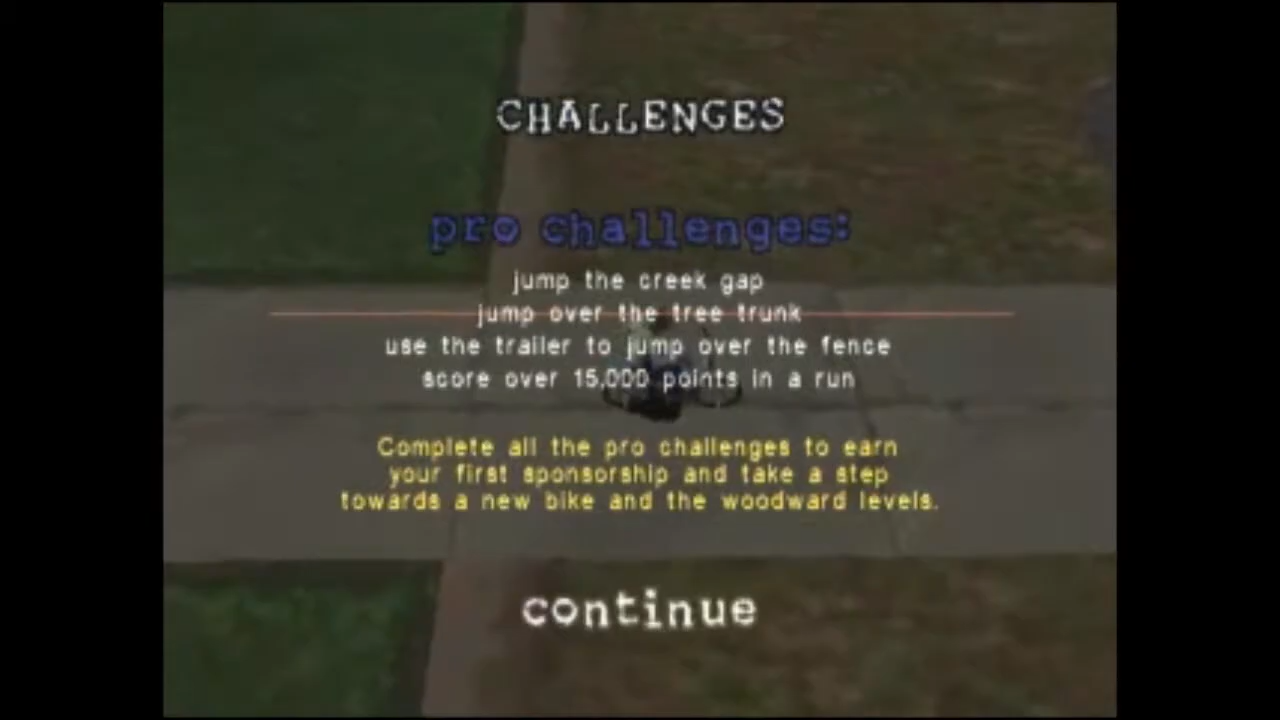 CHALLENGES
pro challenges:
jump the creek gap
jump over the tree trunk
use the trailer to jump over the fence
score over 15,000 points in a run
Complete all the pro challenges to earn
your first sponsorship and take a step
towards a new bike and the woodward levels.
continue